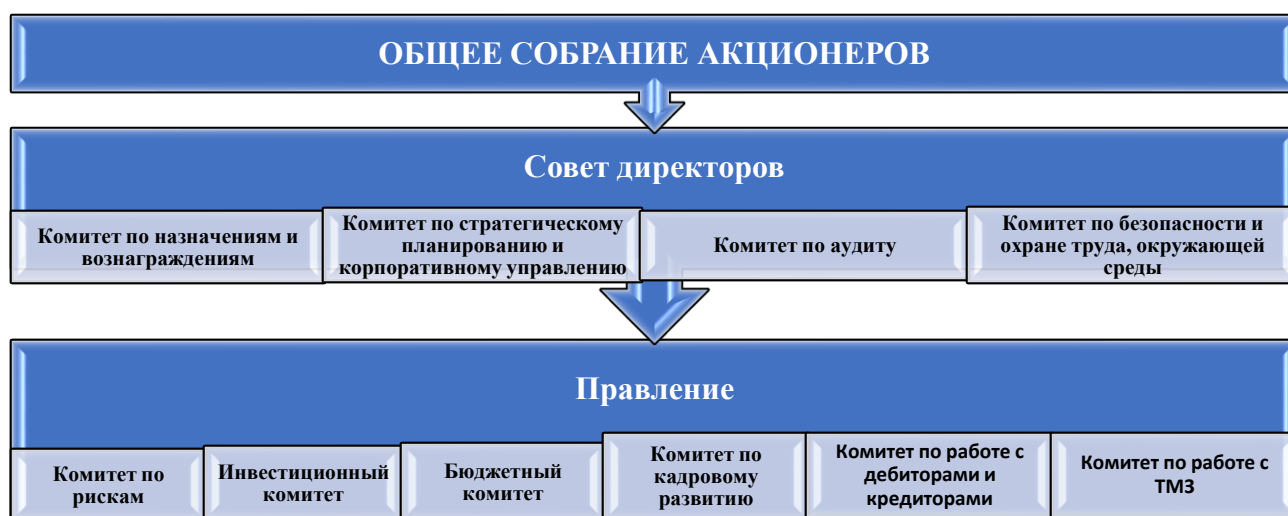 ОБЩЕЕ СОБРАНИЕ АКЦИОНЕРОВ
Совет директоров
Комитет по назначениям и
вознаграждениям
Комитет по стратегическому
планированию и
корпоративному управлению
Комитет по аудиту
Комитет по безопасности и
охране труда, окружающей
среды
Правление
Комитет по
рискам
Инвестиционный
комитет
Бюджетный
комитет
Комитет по
кадровому
развитию
Комитет по работе с
дебиторами и
кредиторами
Комитет по работе с
ТМЗ